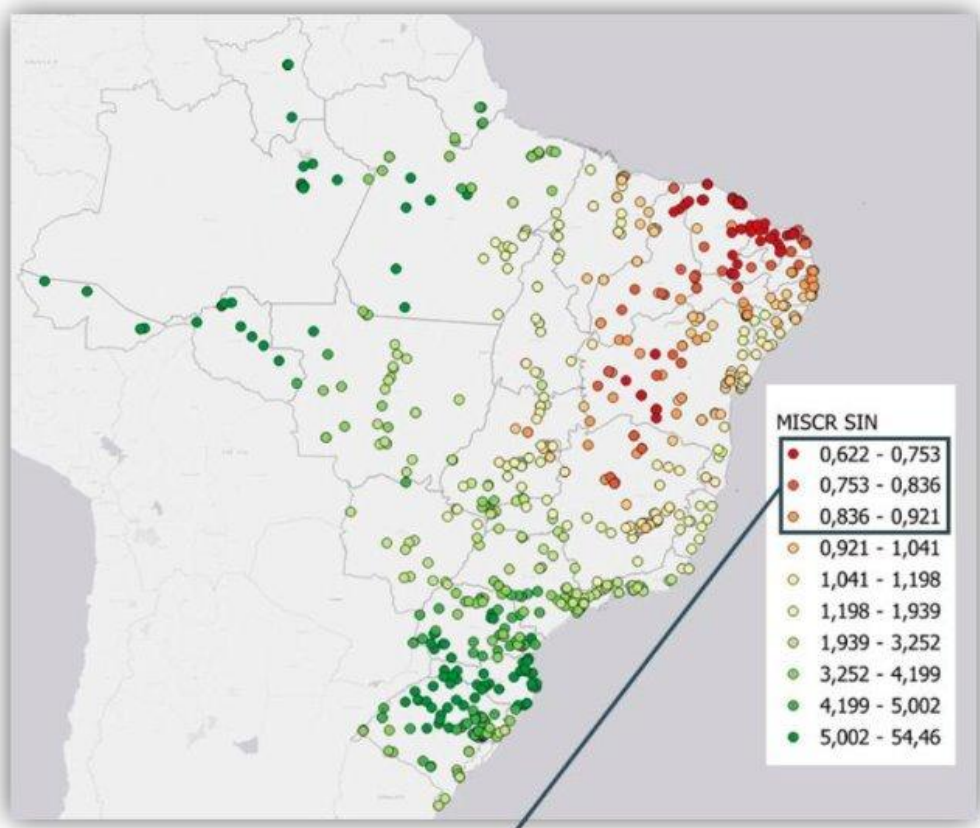 MISCR SIN
0,622 - 0,753
0,753 - 0,836
0,836 - 0,921
0,921 - 1,041
1,041 - 1,198
1,198 - 1,939
1,939 - 3,252
3,252 - 4,199
4,199 - 5,002
5,002 - 54,46